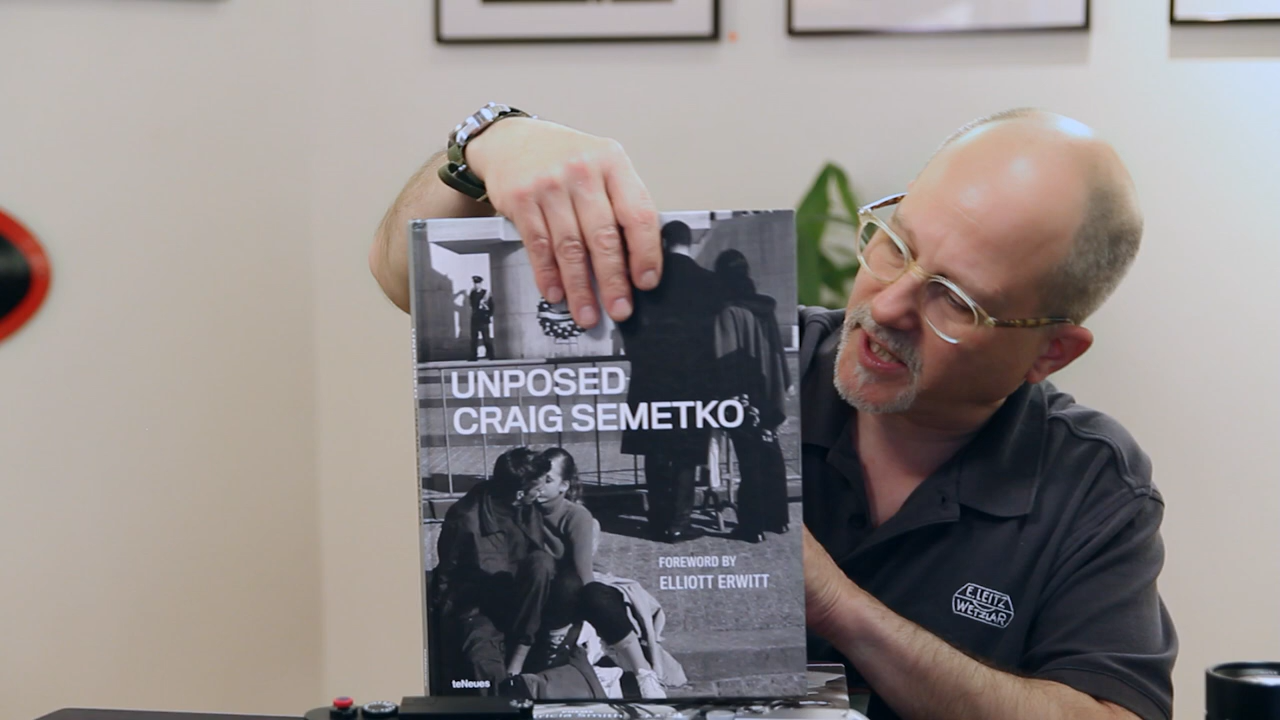 UNPOSED
CRAIG SEMETKO
FOREWORD BY
ELLIOTT ERWITT
E. LEITZ
WETZLAR
teNeues